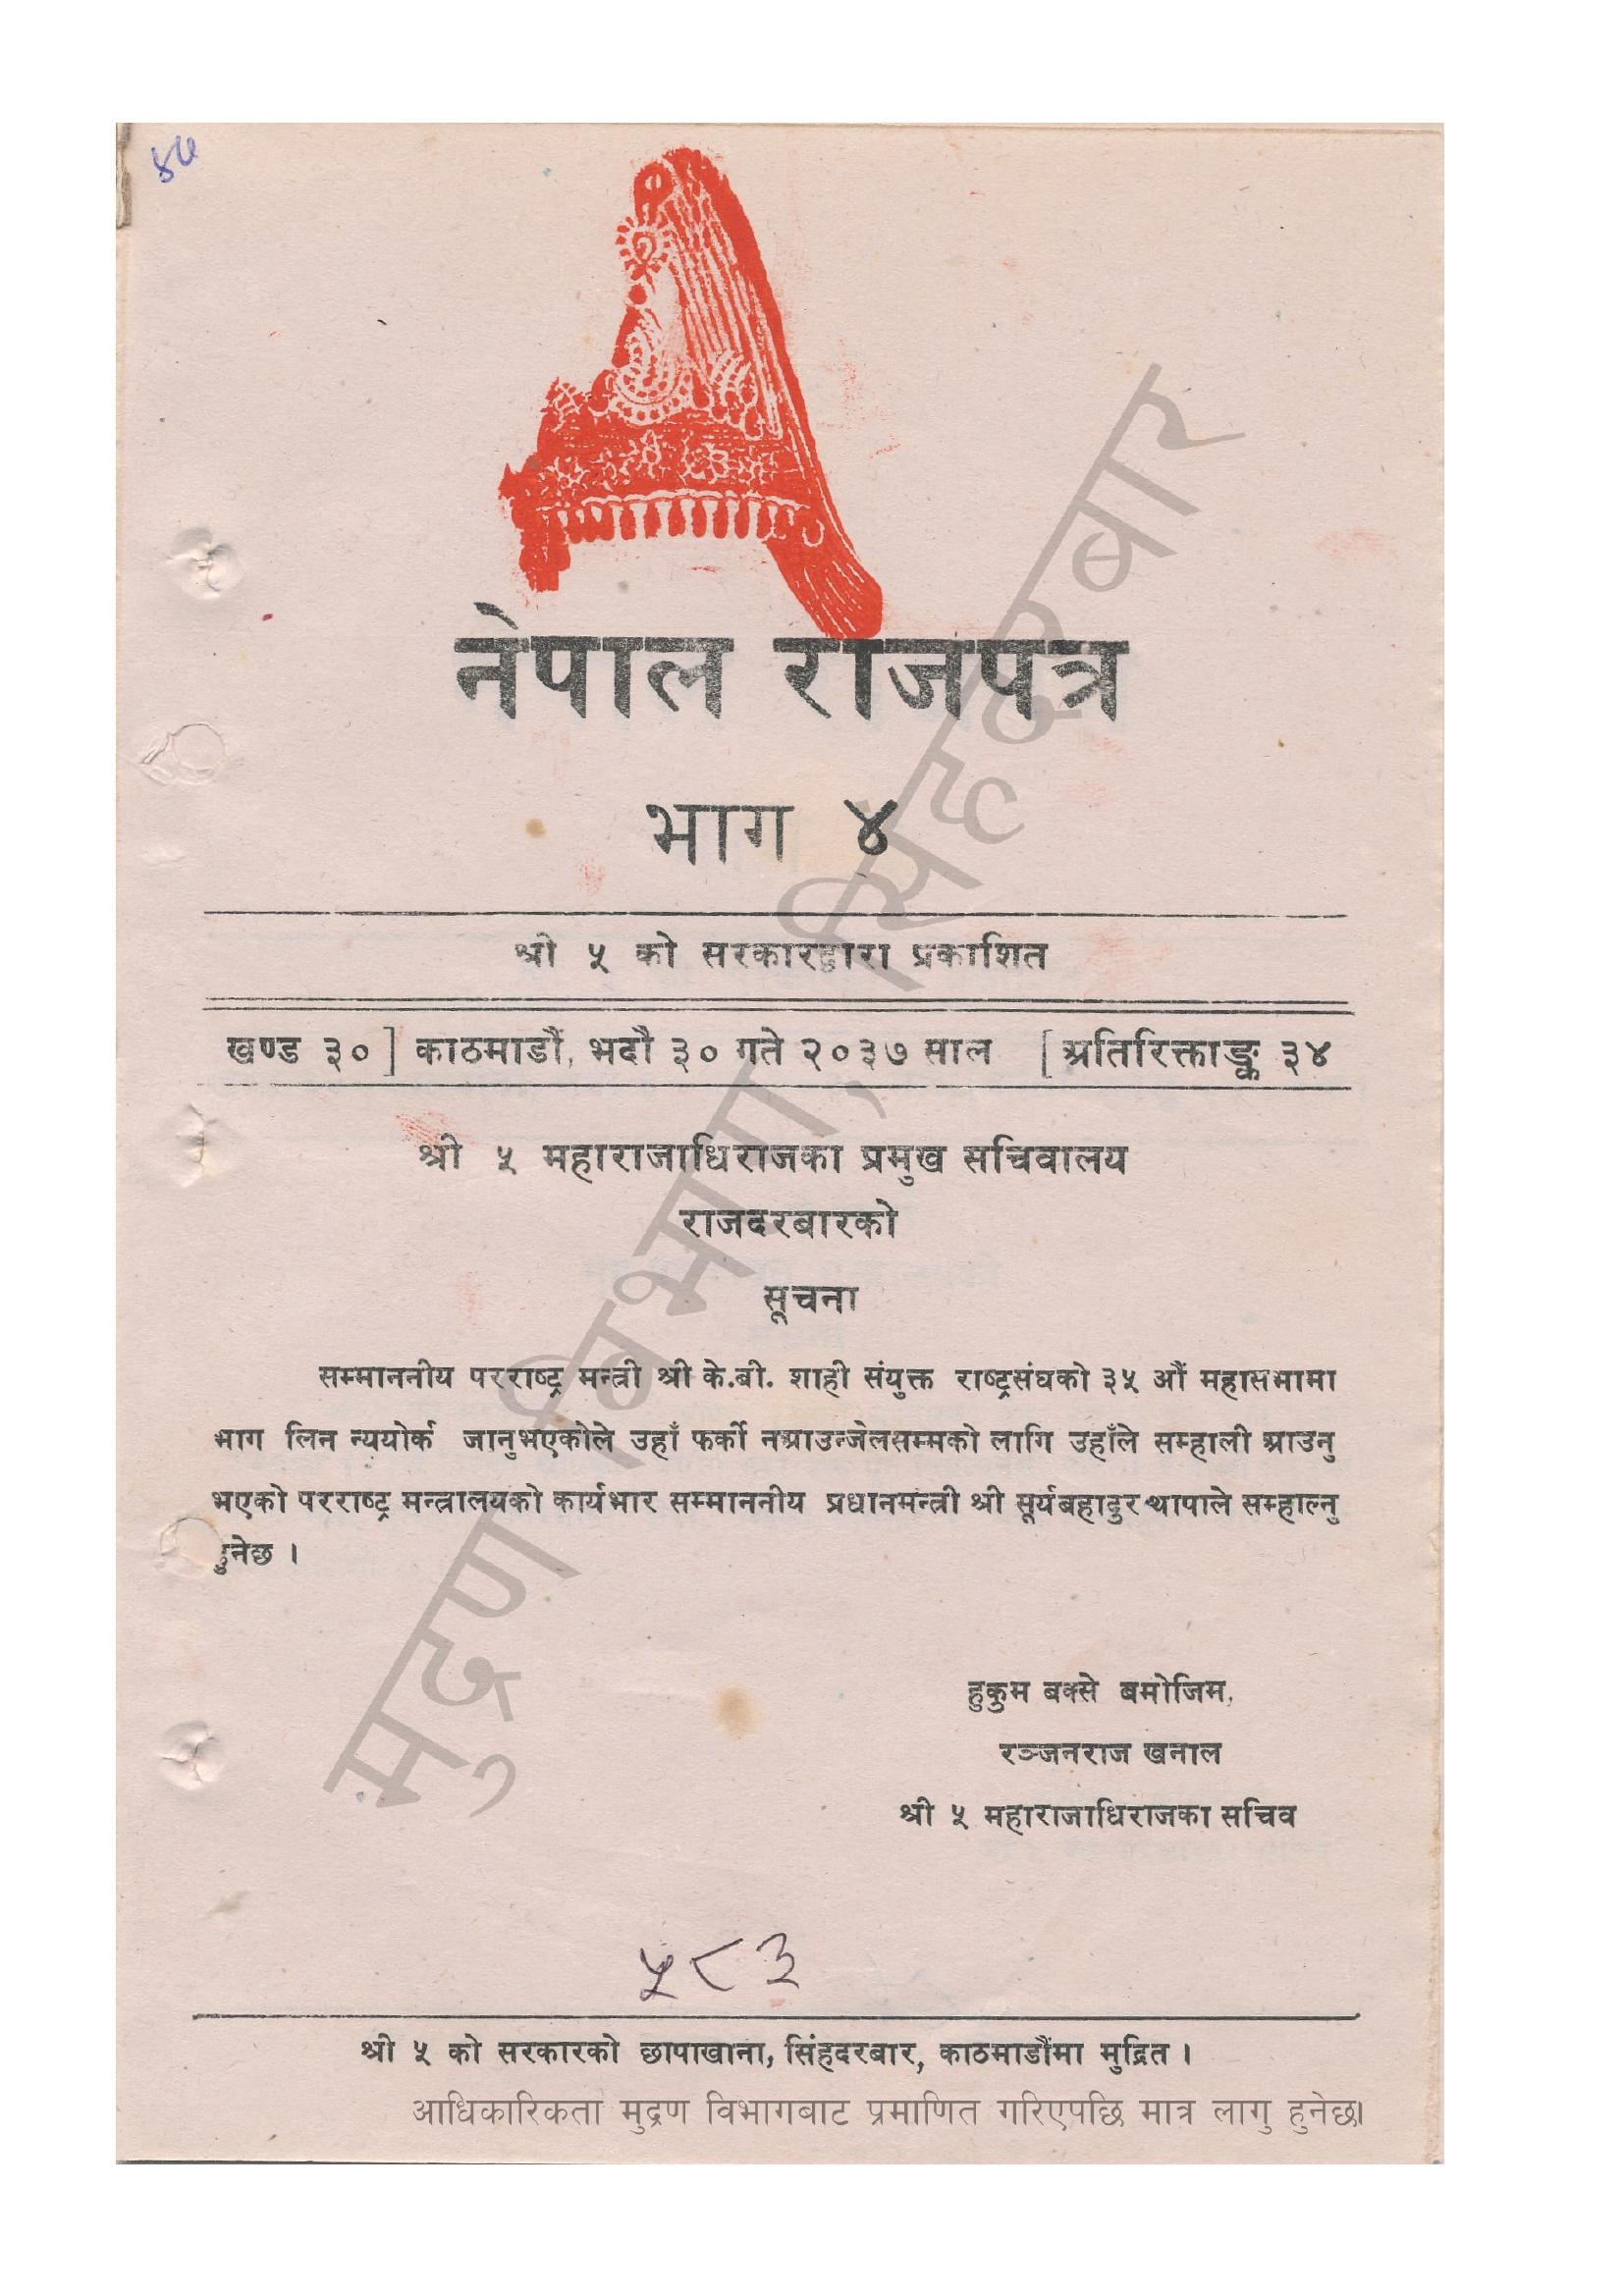 ४७
नेपाल राजपत्र
भाग ४
श्री ५ को सरकारद्वारा प्रकाशित
खण्ड ३०] काठमाडौं, भदौ ३० गते २०३७ साल [अतिरिक्ताङ्क ३४
श्री ५ महाराजाधिराजका प्रमुख सचिवालय
राजदरबारको
सूचना
सम्माननीय परराष्ट्र मन्त्री श्री के.बी. शाही संयुक्त राष्ट्रसंघको ३५ औं महासभामा
भाग लिन न्ययोर्क जानुभएकोले उहाँ फर्की नआउन्जेलसम्मको लागि उहाँले सम्हाली आउनु
भएको परराष्ट्र मन्त्रालयको कार्यभार सम्माननीय प्रधानमन्त्री श्री सूर्यबहादुर थापाले सम्हाल्नु
हुनेछ ।
हुकुम बक्से बमोजिम,
रञ्जनराज खनाल
श्री ५ महाराजाधिराजका सचिव
५८३
श्री ५ को सरकारको छापाखाना, सिंहदरबार, काठमाडौंमा मुद्रित ।
आधिकारिकता मुद्रण विभागबाट प्रमाणित गरिएपछि मात्र लागु हुनेछ।
मुद्रण विभाग, सिंहदरबार